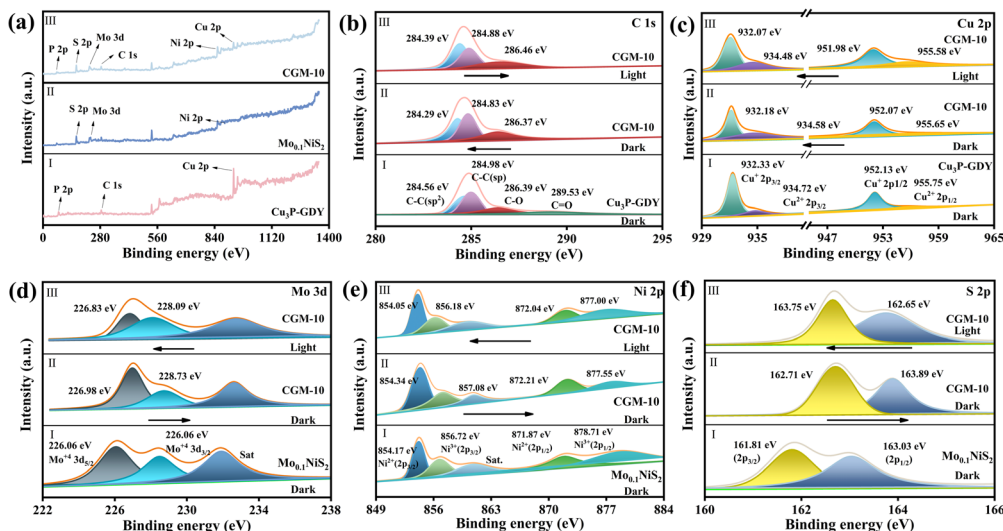 (a)
III
P 2p
S 2p
Mo 3d
C 1s
Ni 2p
Cu 2p
CGM-10
II
S 2p
Mo 3d
Ni 2p
Mo₀.₁NiS₂
I
P 2p
C 1s
Cu 2p
Cu₃P-GDY
Intensity (a.u.)
0 280 560 840 1120 1400
Binding energy (eV)
(b)
III
C 1s
284.39 eV
284.88 eV
286.46 eV
CGM-10
Light
II
284.29 eV
284.83 eV
286.37 eV
CGM-10
Dark
I
284.98 eV
C-C(sp)
284.56 eV
C-C(sp²)
286.39 eV
C-O
289.53 eV
C=O
Cu₃P-GDY
Dark
Intensity (a.u.)
280 285 290 295
Binding energy (eV)
(c)
III
Cu 2p
932.07 eV
934.48 eV
951.98 eV
955.58 eV
CGM-10
Light
II
932.18 eV
934.58 eV
952.07 eV
955.65 eV
CGM-10
Dark
I
932.33 eV
Cu⁺ 2p₃/₂
934.72 eV
Cu²⁺ 2p₃/₂
952.13 eV
Cu⁺ 2p1/2
955.75 eV
Cu²⁺ 2p₁/₂
Cu₃P-GDY
Dark
Intensity (a.u.)
929 935 947 953 959 965
Binding energy (eV)
(d)
III
Mo 3d
226.83 eV
228.09 eV
CGM-10
Light
II
226.98 eV
228.73 eV
CGM-10
Dark
I
226.06 eV
Mo⁺⁴ 3d₅/₂
226.06 eV
Mo⁺⁴ 3d₃/₂
Sat
Mo₀.₁NiS₂
Dark
Intensity (a.u.)
222 226 230 234 238
Binding energy (eV)
(e)
III
Ni 2p
854.05 eV
856.18 eV
872.04 eV
877.00 eV
CGM-10
Light
II
854.34 eV
857.08 eV
872.21 eV
877.55 eV
CGM-10
Dark
I
854.17 eV
Ni²⁺(2p₃/₂)
856.72 eV
Ni³⁺(2p₃/₂)
Sat.
871.87 eV
Ni²⁺(2p₁/₂)
878.71 eV
Ni³⁺(2p₁/₂)
Mo₀.₁NiS₂
Dark
Intensity (a.u.)
849 856 863 870 877 884
Binding energy (eV)
(f)
III
S 2p
163.75 eV
162.65 eV
CGM-10
Light
II
162.71 eV
163.89 eV
CGM-10
Dark
I
161.81 eV
(2p₃/₂)
163.03 eV
(2p₁/₂)
Mo₀.₁NiS₂
Dark
Intensity (a.u.)
160 162 164 166
Binding energy (eV)